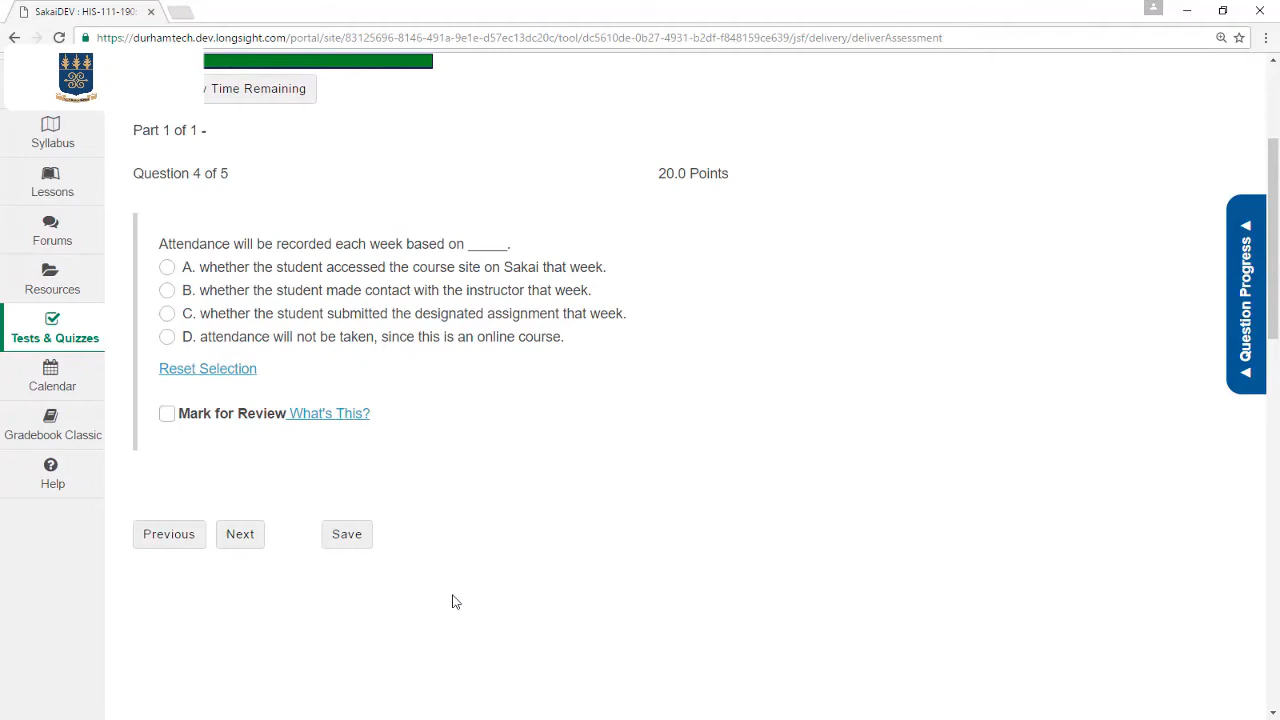 SakaiDEV : HIS-111-190
https://durhamtech.dev.longsight.com/portal/site/83125696-8146-491a-9e1e-d57ec13dc20c/tool/dc5610de-0b27-4931-b2df-f848159ce639/jsf/delivery/deliverAssessment
Time Remaining
Part 1 of 1 -
Syllabus
Question 4 of 5 20.0 Points
Lessons
Forums
Attendance will be recorded each week based on _____.
A. whether the student accessed the course site on Sakai that week.
B. whether the student made contact with the instructor that week.
Resources
C. whether the student submitted the designated assignment that week.
D. attendance will not be taken, since this is an online course.
Tests & Quizzes
Reset Selection
Calendar
Mark for Review What's This?
Gradebook Classic
Help
Previous Next Save
Question Progress